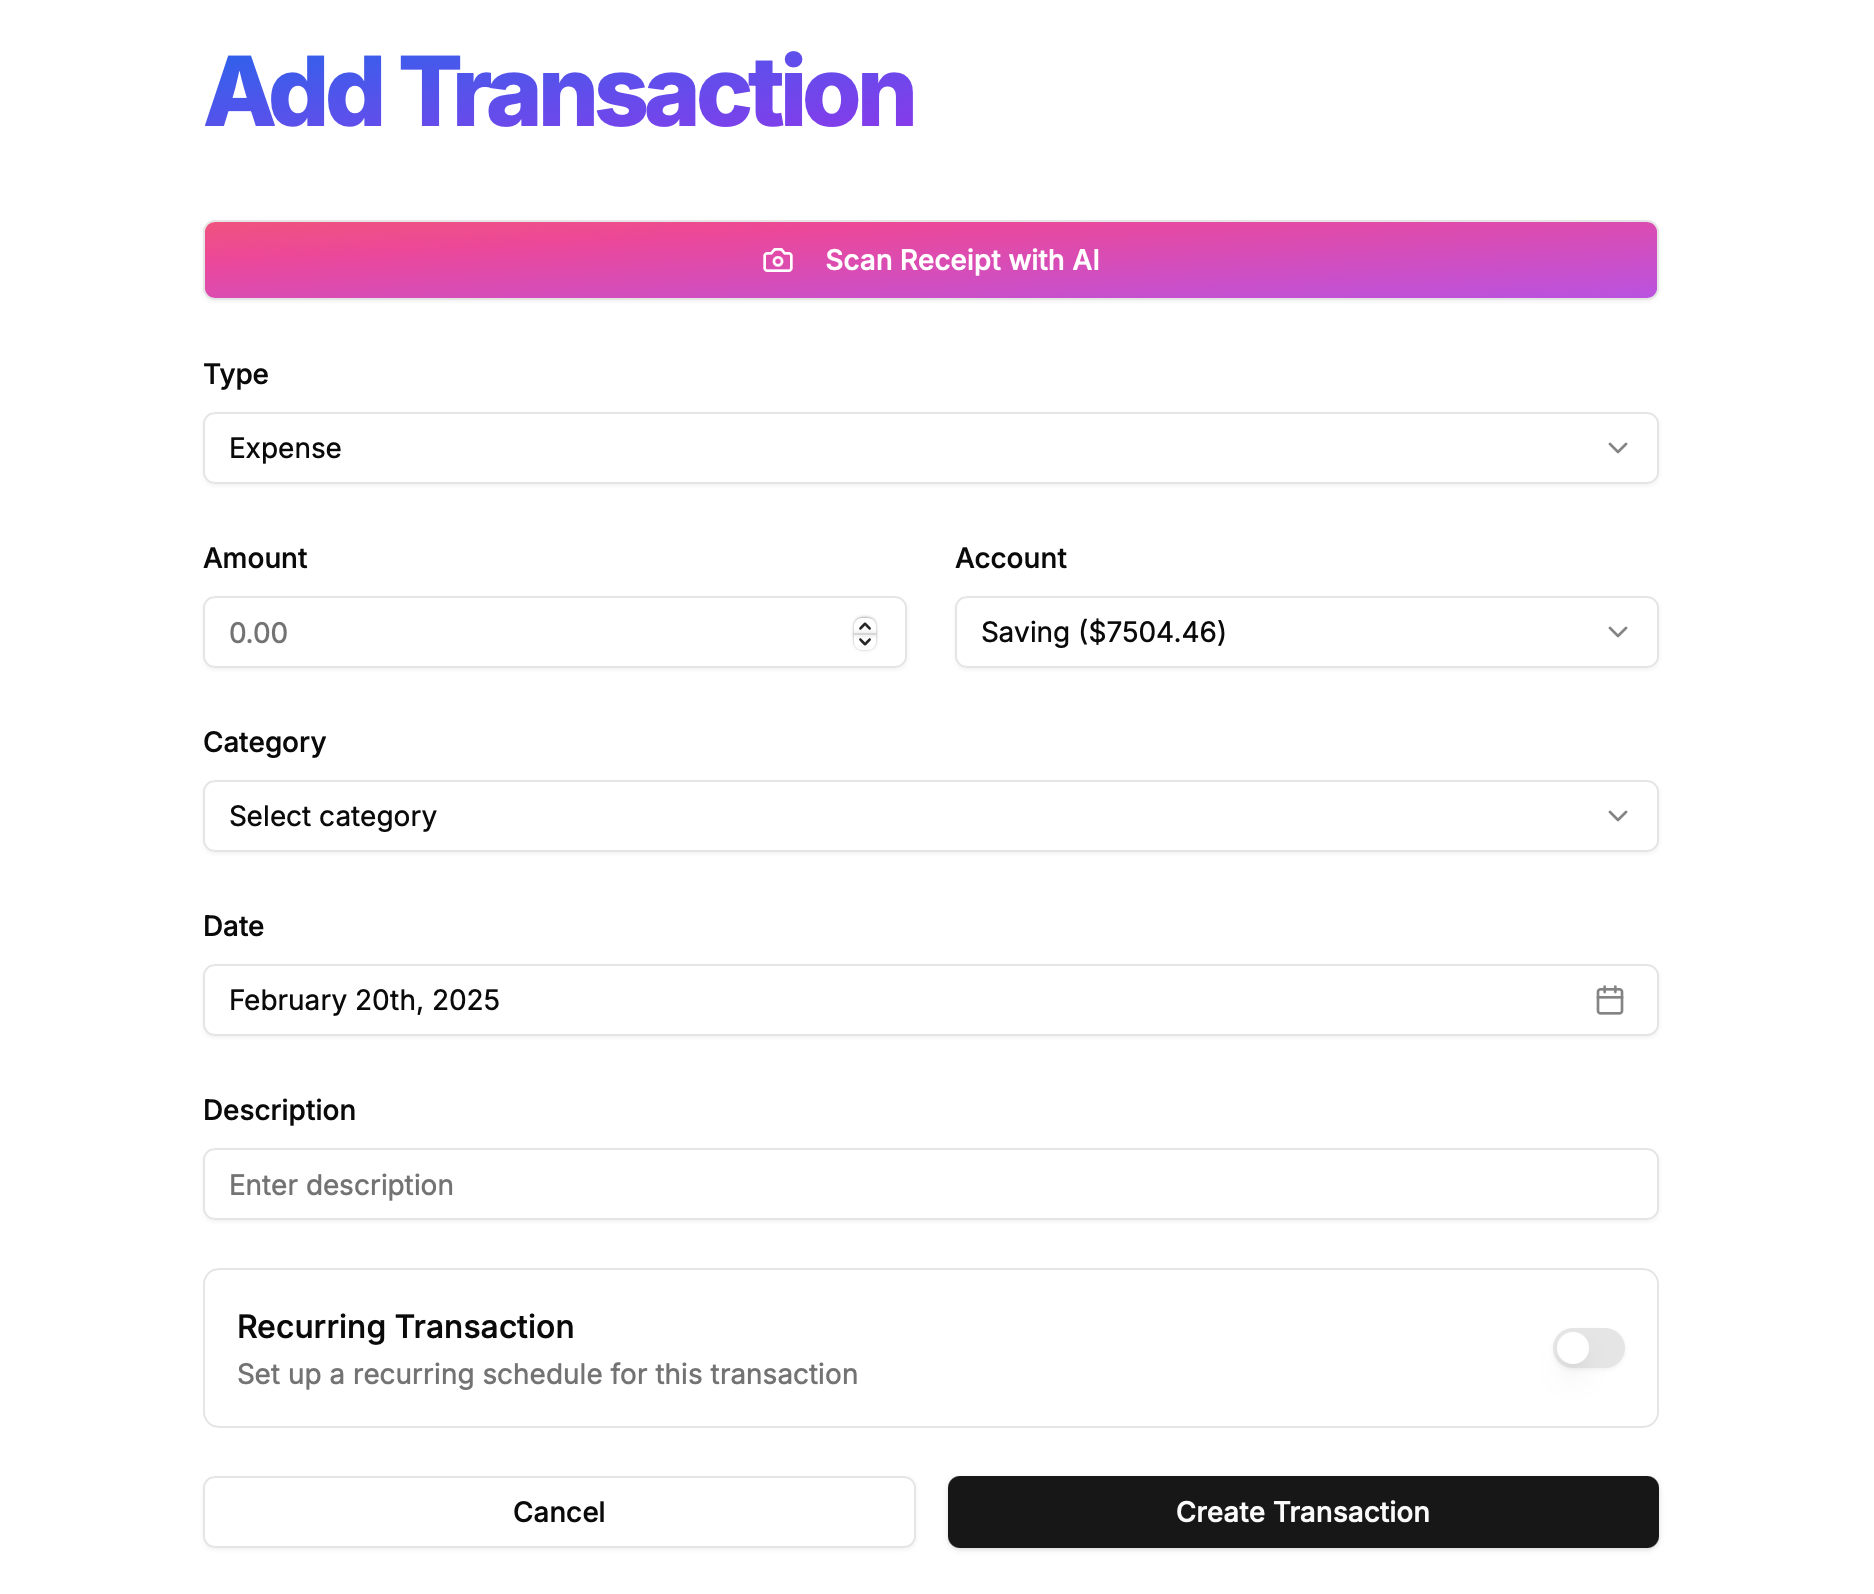 Add Transaction
Scan Receipt with AI
Type
Expense
Amount
Account
0.00
Saving ($7504.46)
Category
Select category
Date
February 20th, 2025
Description
Enter description
Recurring Transaction
Set up a recurring schedule for this transaction
Cancel
Create Transaction